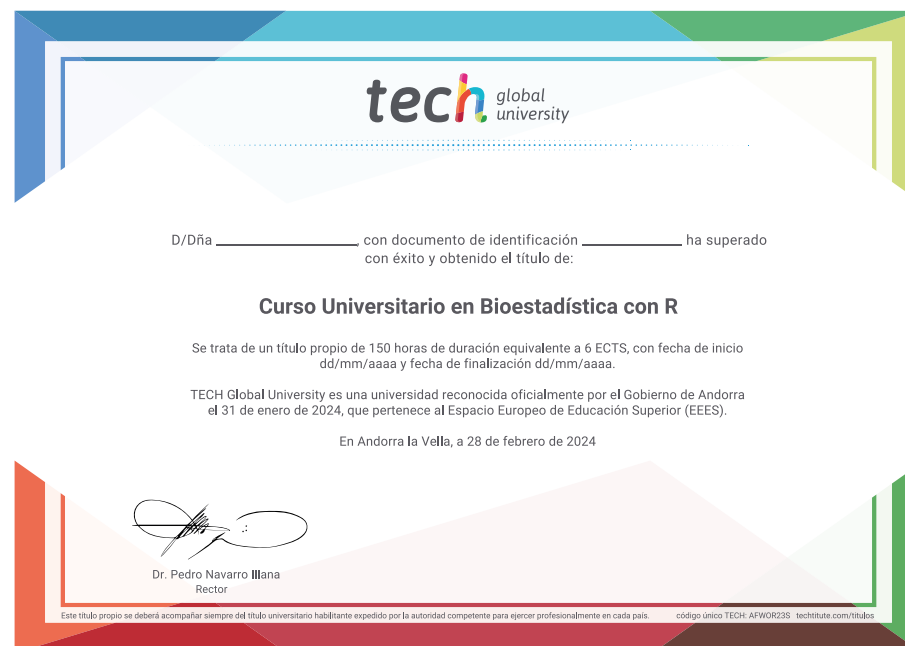 tech global university
D/Dña ____________________, con documento de identificación ______________ ha superado
con éxito y obtenido el título de:
Curso Universitario en Bioestadística con R
Se trata de un título propio de 150 horas de duración equivalente a 6 ECTS, con fecha de inicio
dd/mm/aaaa y fecha de finalización dd/mm/aaaa.
TECH Global University es una universidad reconocida oficialmente por el Gobierno de Andorra
el 31 de enero de 2024, que pertenece al Espacio Europeo de Educación Superior (EEES).
En Andorra la Vella, a 28 de febrero de 2024
Dr. Pedro Navarro Illana
Rector
Este título propio se deberá acompañar siempre del título universitario habilitante expedido por la autoridad competente para ejercer profesionalmente en cada país. código único TECH: AFWOR23S techtitute.com/titulos